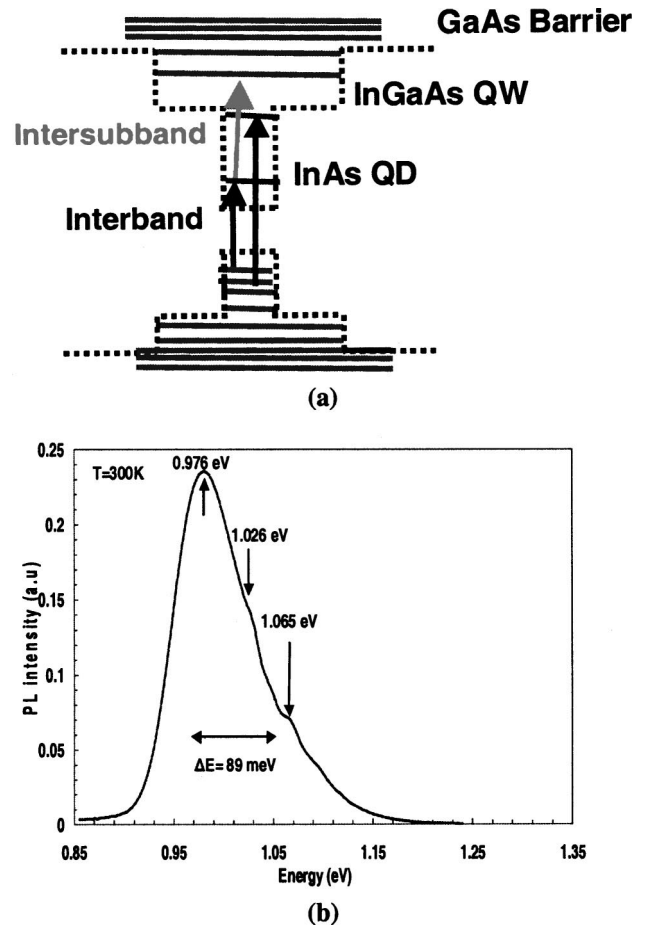 GaAs Barrier
InGaAs QW
Intersubband
InAs QD
Interband
(a)
0.25
T=300K
0.976 eV
0.2
1.026 eV
0.15
1.065 eV
0.1
0.05
ΔE= 89 meV
0
PL intensity (a.u)
0.85
0.95
1.05
1.15
1.25
1.35
Energy (eV)
(b)